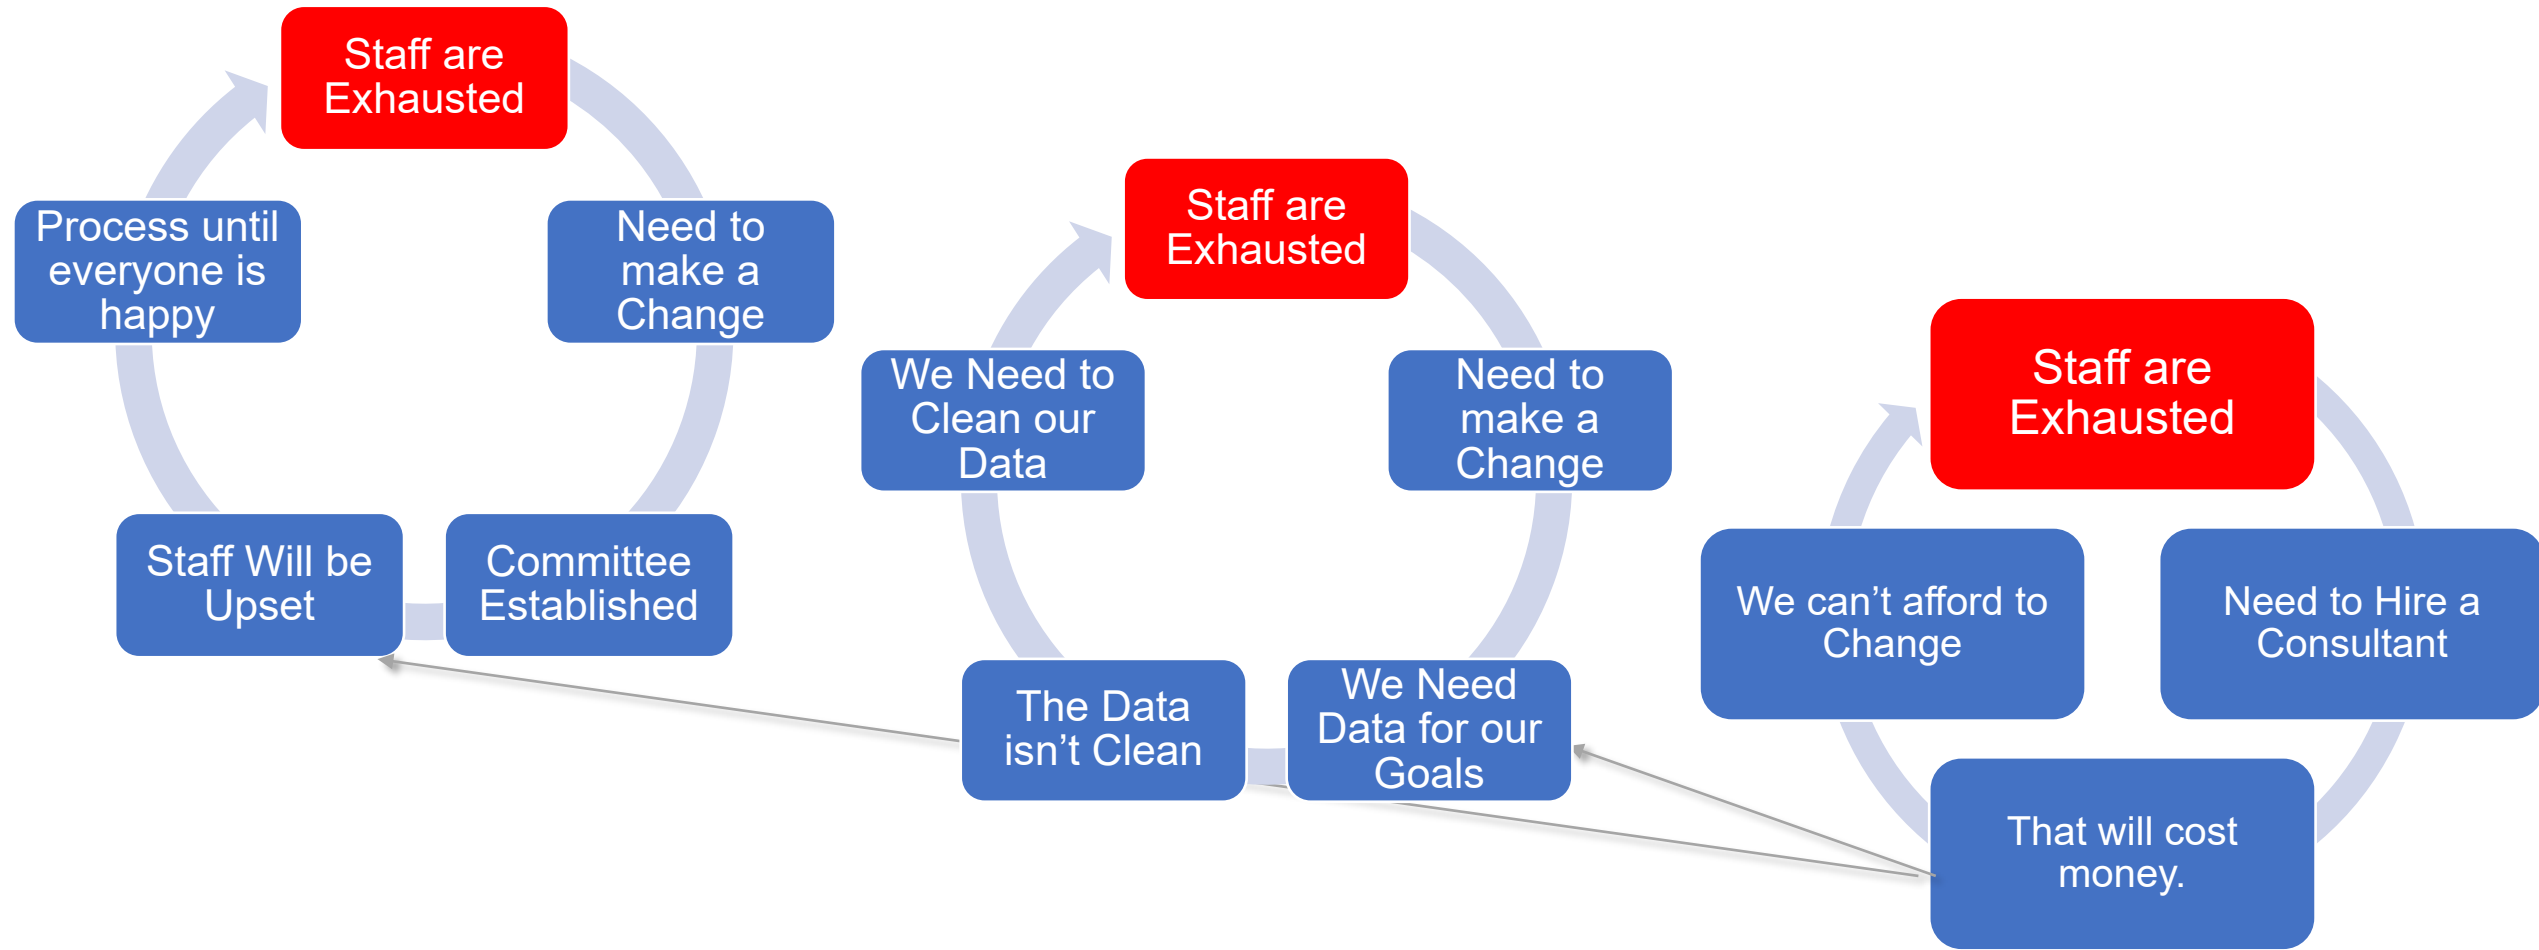 Staff are
Exhausted
Need to
make a
Change
Committee
Established
Staff Will be
Upset
Process until
everyone is
happy
Staff are
Exhausted
Need to
make a
Change
We Need
Data for our
Goals
The Data
isn’t Clean
We Need to
Clean our
Data
Staff are
Exhausted
Need to Hire a
Consultant
That will cost
money.
We can’t afford to
Change